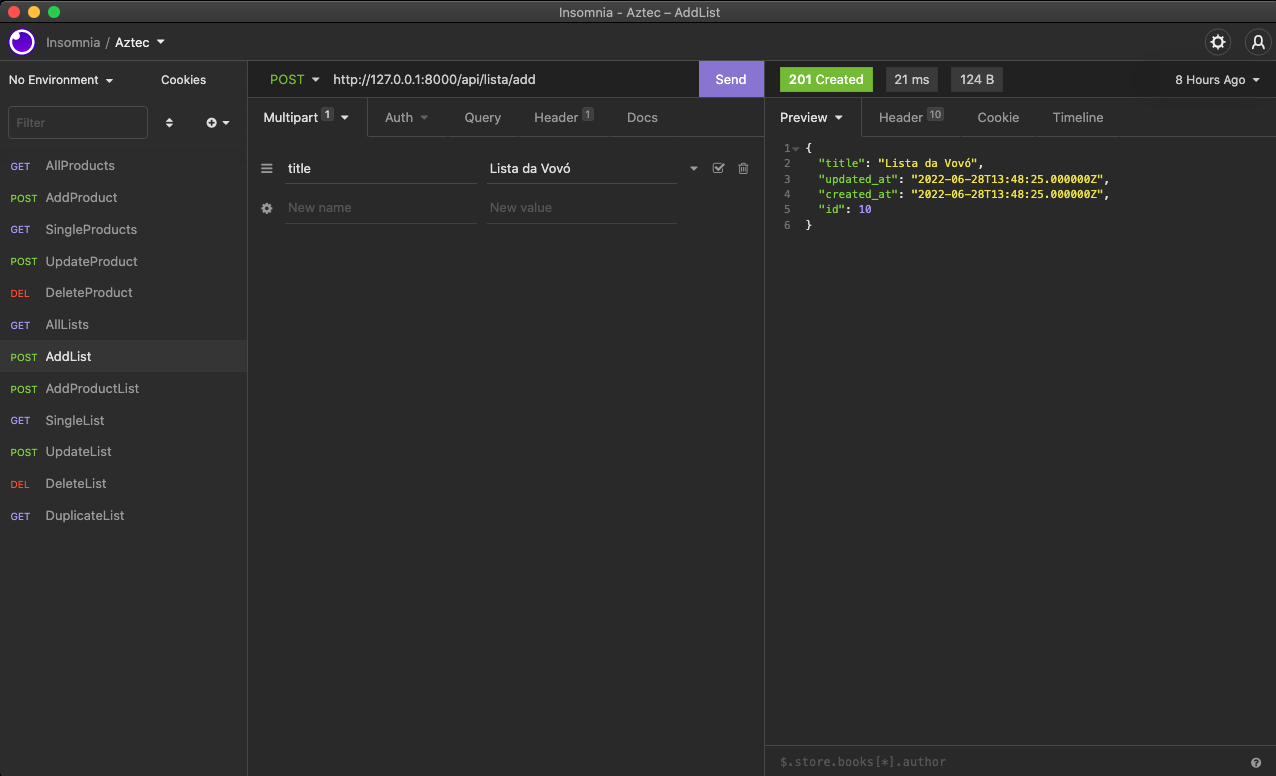 Insomnia - Aztec – AddList
Insomnia / Aztec
No Environment
Cookies
Filter
GET AllProducts
POST AddProduct
GET SingleProducts
POST UpdateProduct
DEL DeleteProduct
GET AllLists
POST AddList
POST AddProductList
GET SingleList
POST UpdateList
DEL DeleteList
GET DuplicateList
POST http://127.0.0.1:8000/api/lista/add Send
Multipart 1 Auth Query Header 1 Docs
title Lista da Vovó
New name New value
201 Created 21 ms 124 B 8 Hours Ago
Preview Header 10 Cookie Timeline
1 {
2 "title": "Lista da Vovó",
3 "updated_at": "2022-06-28T13:48:25.000000Z",
4 "created_at": "2022-06-28T13:48:25.000000Z",
5 "id": 10
6 }
$.store.books[*].author